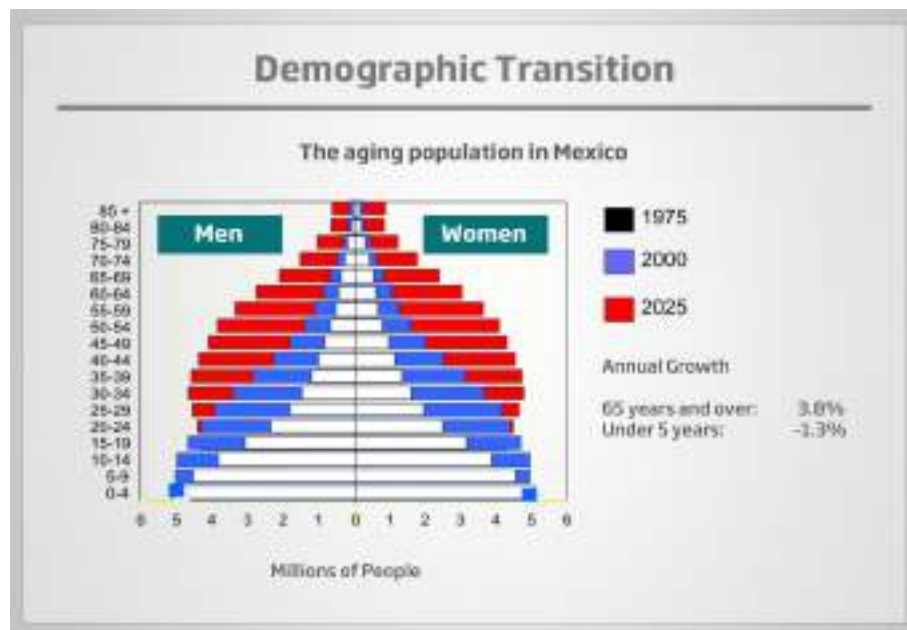 Demographic Transition
The aging population in Mexico
Men
Women
85 +
80-84
75-79
70-74
65-69
60-64
55-59
50-54
45-49
40-44
35-39
30-34
25-29
20-24
15-19
10-14
5-9
0-4
6 5 4 3 2 1 0 1 2 3 4 5 6
Millions of People
1975
2000
2025
Annual Growth
65 years and over: 3.8%
Under 5 years: -1.3%